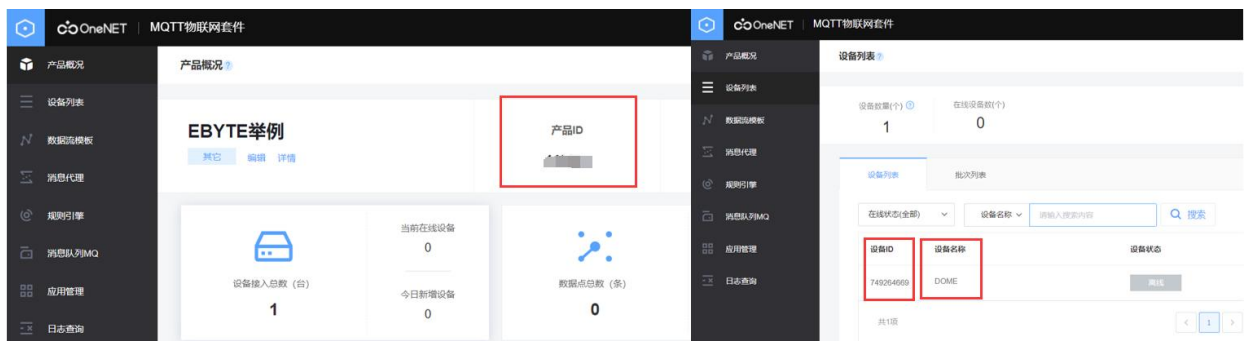 OneNET | MQTT物联网套件
产品概况
设备列表
数据流模板
消息代理
规则引擎
消息队列MQ
应用管理
日志查询
产品概况
EBYTE举例
其它 编辑 详情
产品ID
设备接入总数 (台)
1
当前在线设备
0
今日新增设备
0
数据点总数 (条)
0
OneNET | MQTT物联网套件
产品概况
设备列表
数据流模板
消息代理
规则引擎
消息队列MQ
应用管理
日志查询
设备列表
设备数量(个) 在线设备数(个)
1 0
设备列表 批次列表
在线状态(全部) 设备名称 请输入搜索内容 搜索
设备ID 设备名称 设备状态
749264669 DOME 离线
共1项 1